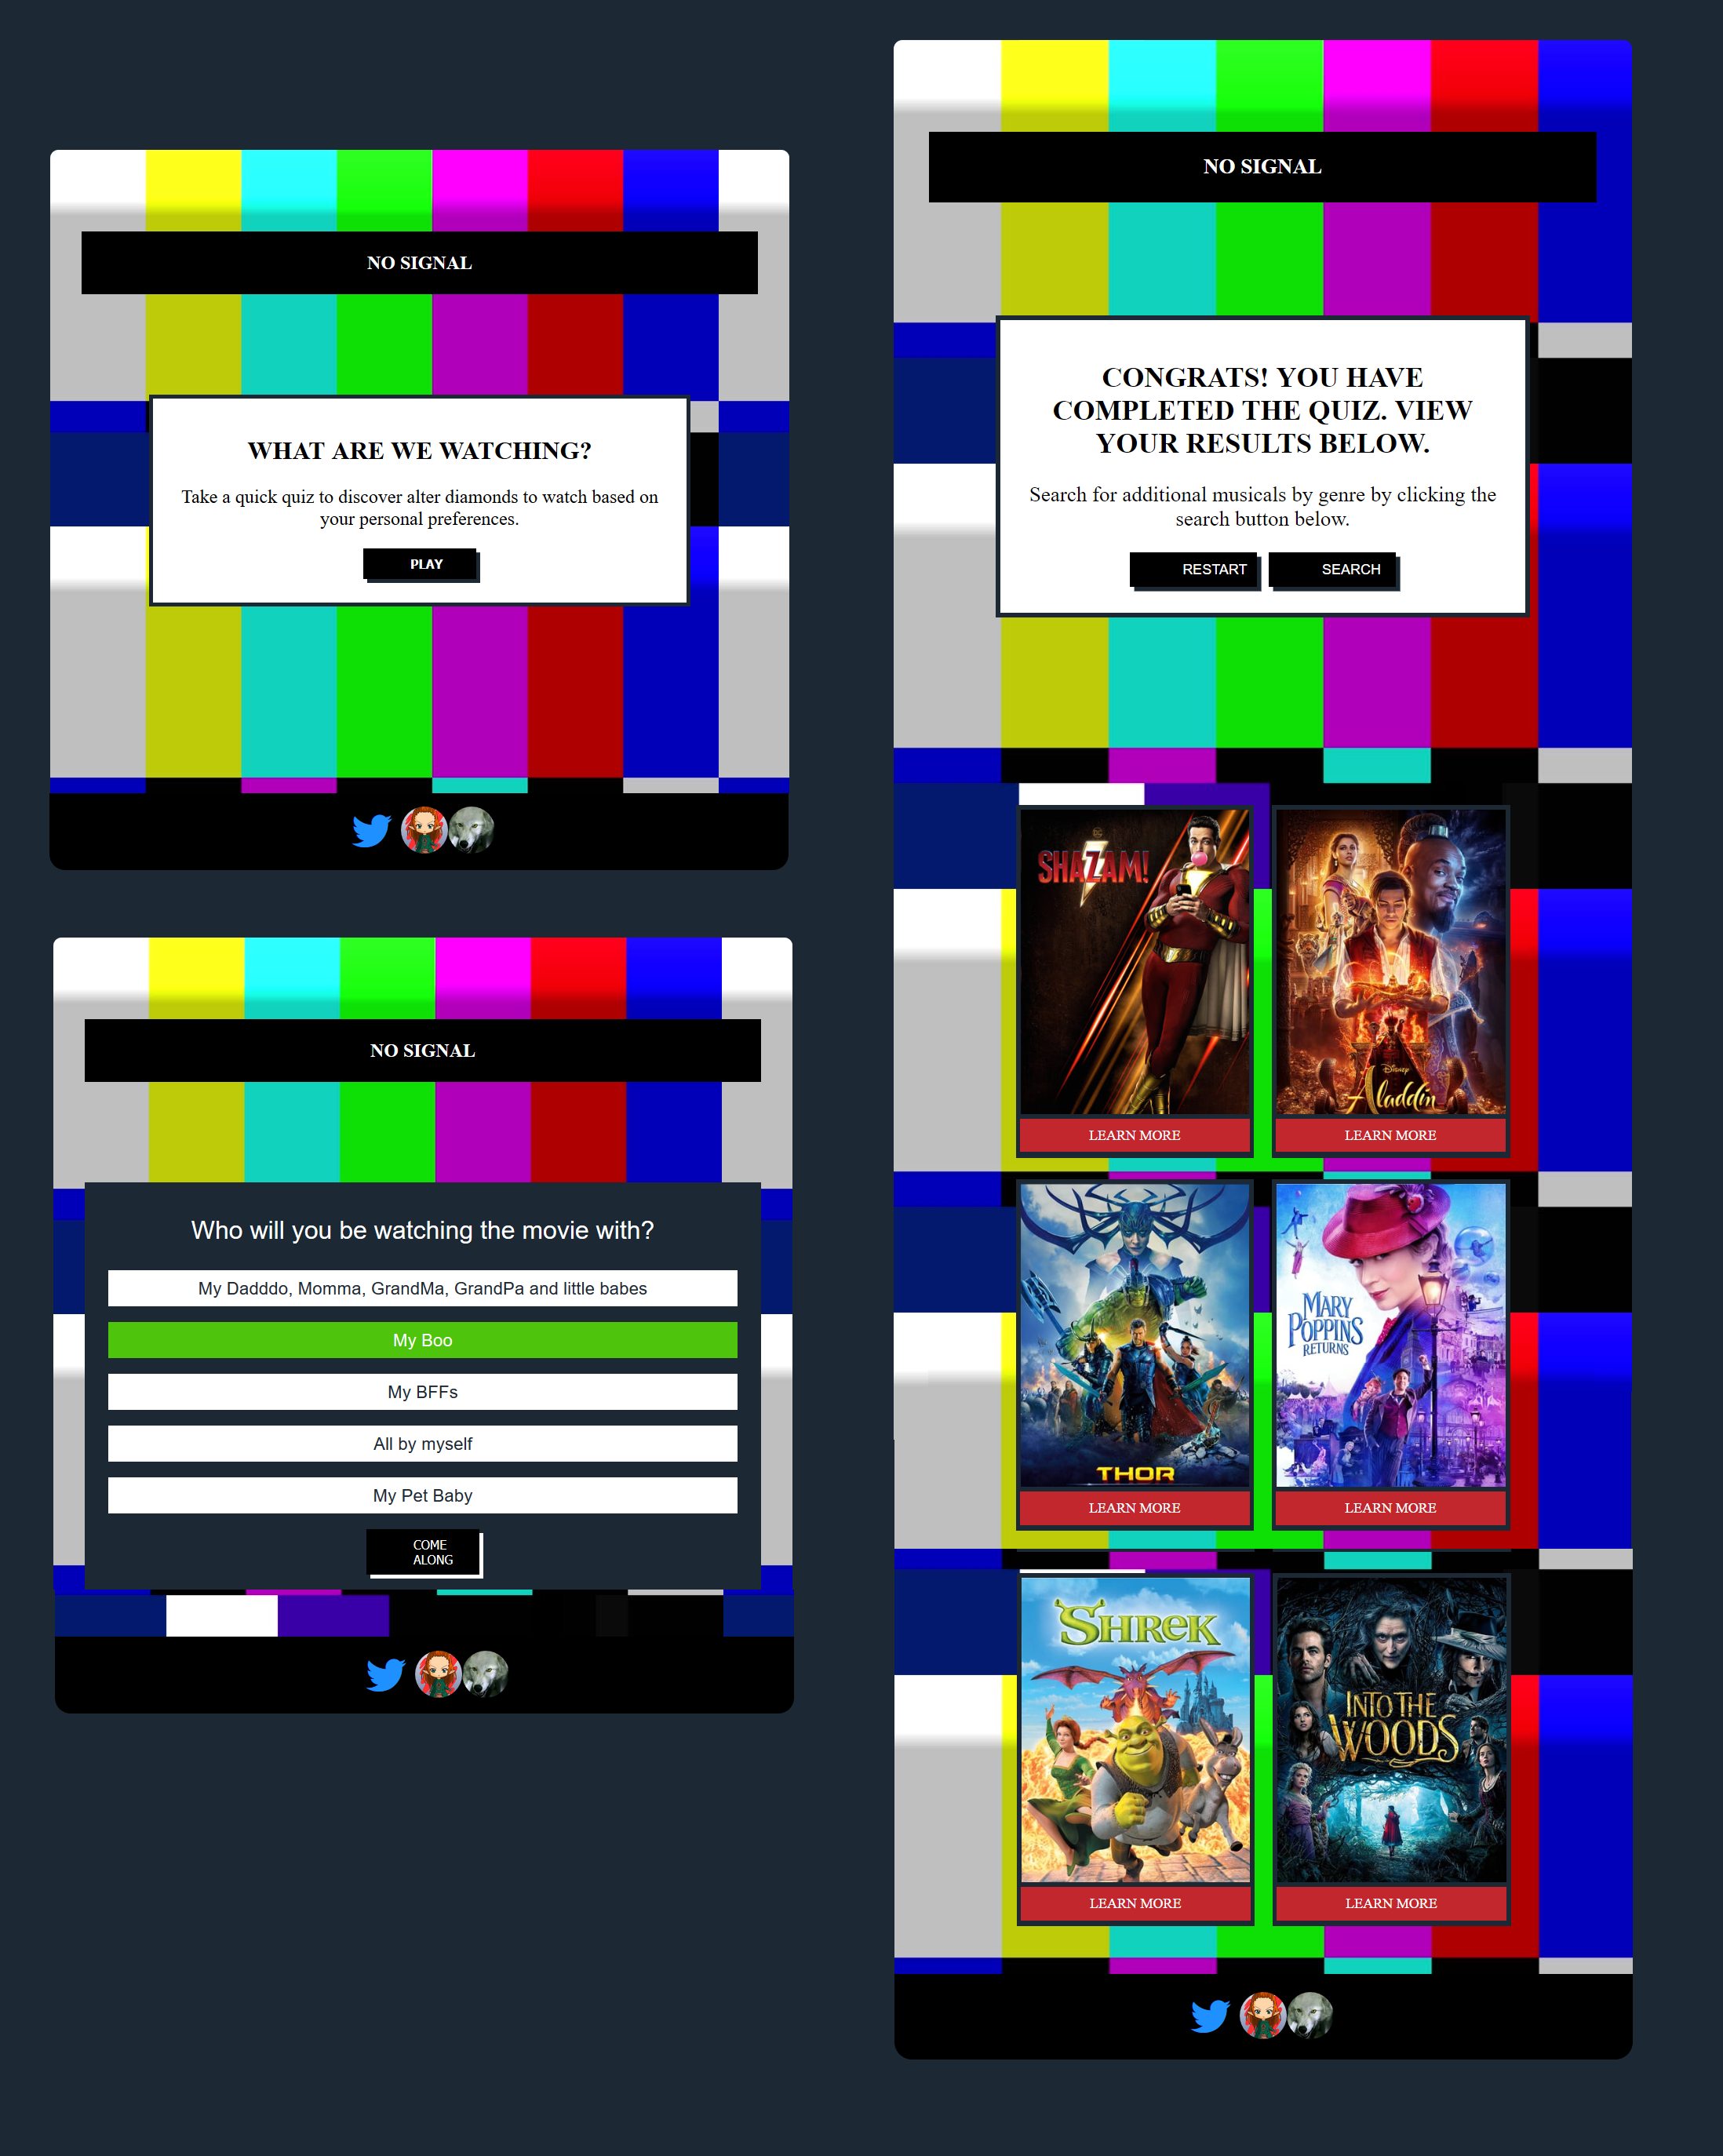 NO SIGNAL
WHAT ARE WE WATCHING?
Take a quick quiz to discover alter diamonds to watch based on
your personal preferences.
PLAY
NO SIGNAL
Who will you be watching the movie with?
My Dadddo, Momma, GrandMa, GrandPa and little babes
My Boo
My BFFs
All by myself
My Pet Baby
COME
ALONG
NO SIGNAL
CONGRATS! YOU HAVE
COMPLETED THE QUIZ. VIEW
YOUR RESULTS BELOW.
Search for additional musicals by genre by clicking the
search button below.
RESTART
SEARCH
SHAZAM!
Disney
Aladdin
LEARN MORE
LEARN MORE
THOR
MARY
POPPINS
RETURNS
LEARN MORE
LEARN MORE
SHREK
INTO THE
WOODS
LEARN MORE
LEARN MORE